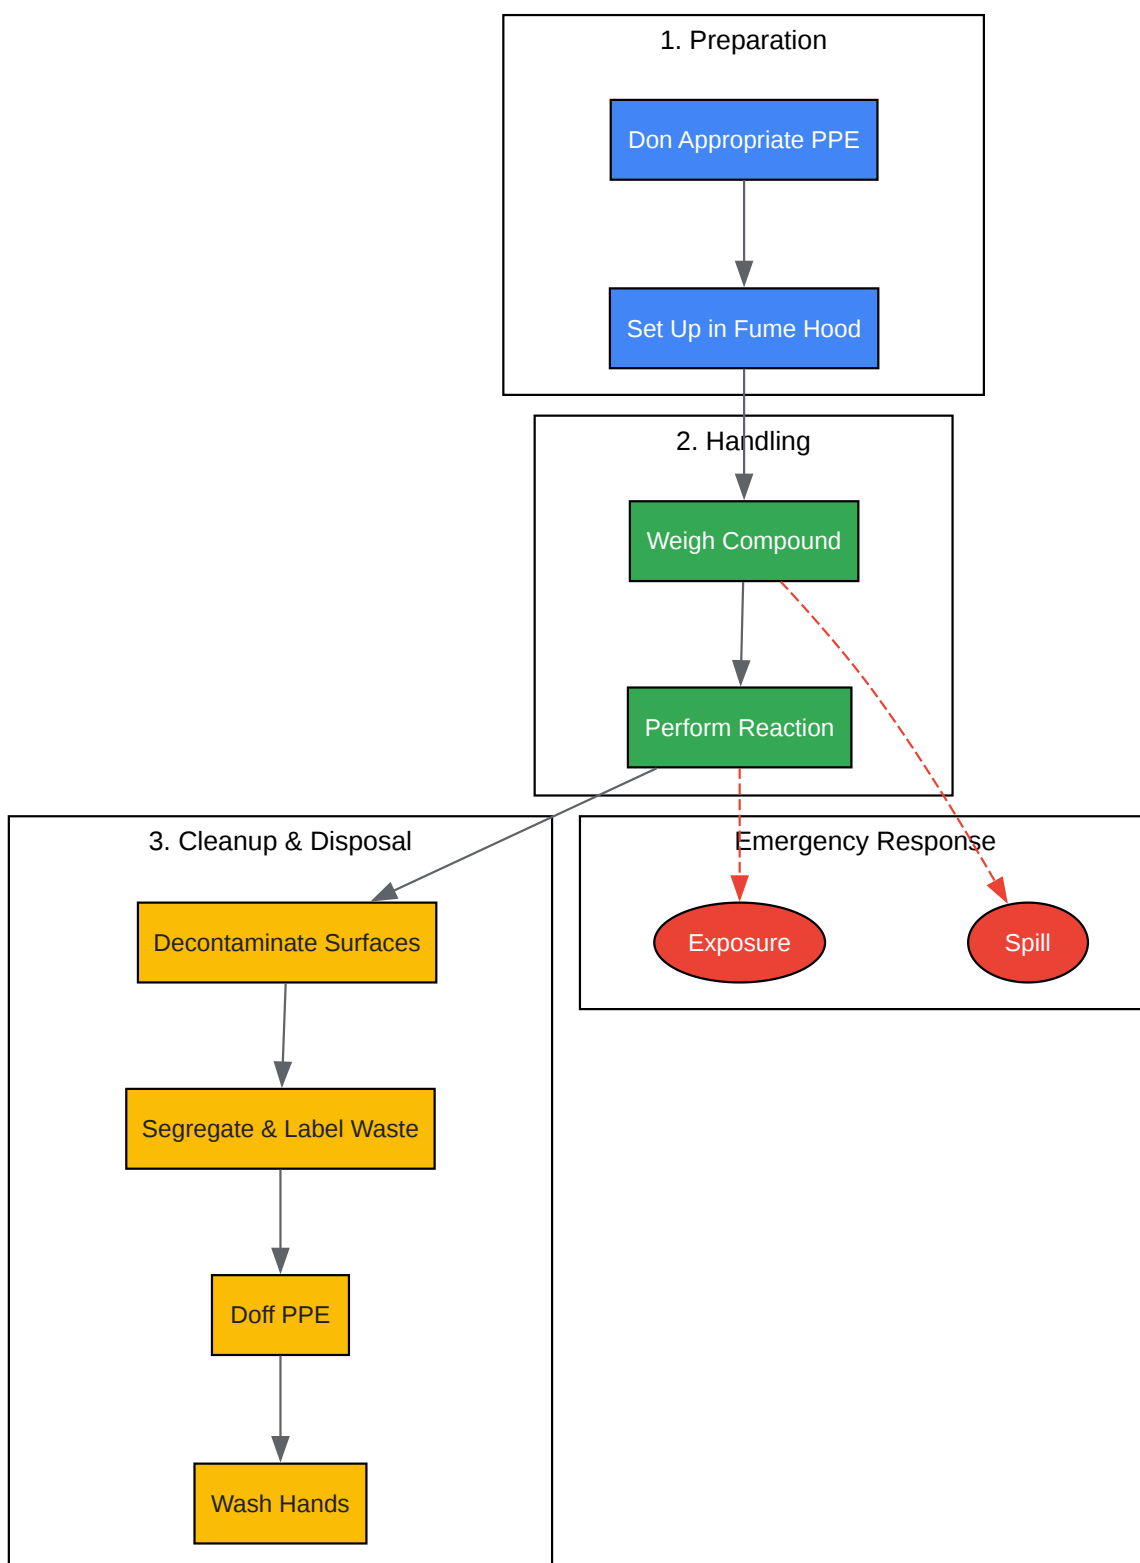 1. Preparation
Don Appropriate PPE
Set Up in Fume Hood
2. Handling
Weigh Compound
Perform Reaction
3. Cleanup & Disposal
Decontaminate Surfaces
Segregate & Label Waste
Doff PPE
Wash Hands
Emergency Response
Exposure
Spill